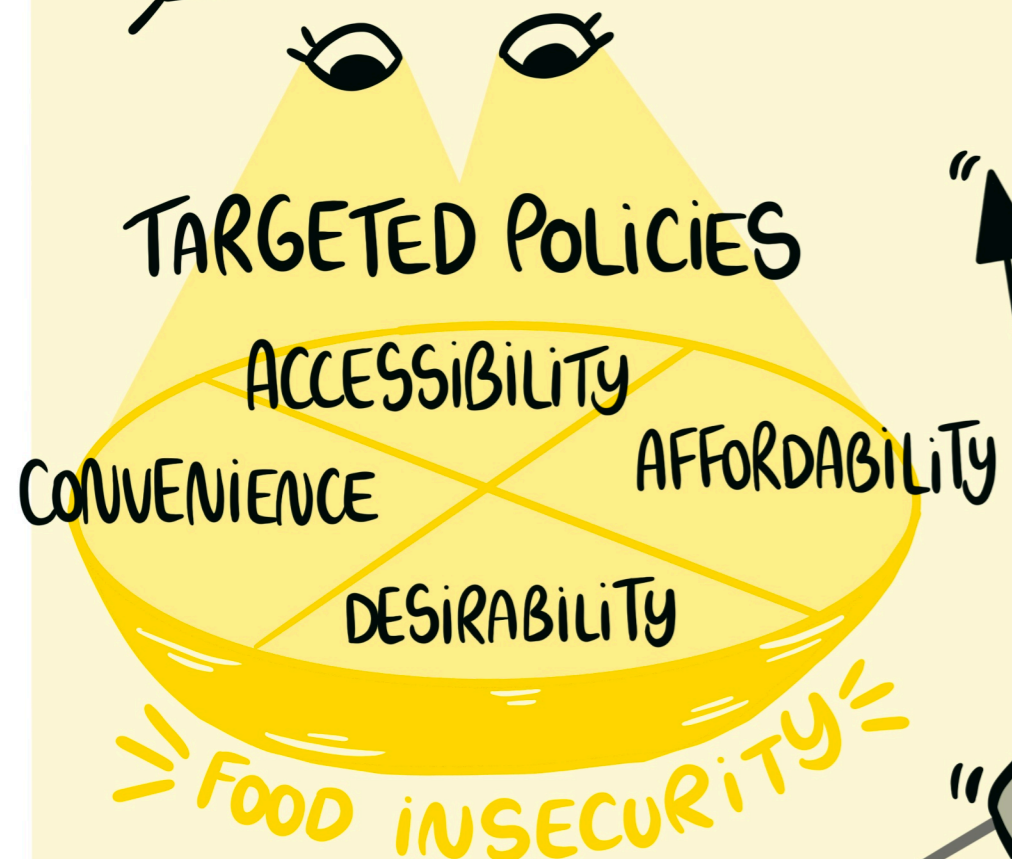 TARGETED POLICIES
ACCESSIBILITY
AFFORDABILITY
CONVENIENCE
DESIRABILITY
FOOD INSECURITY